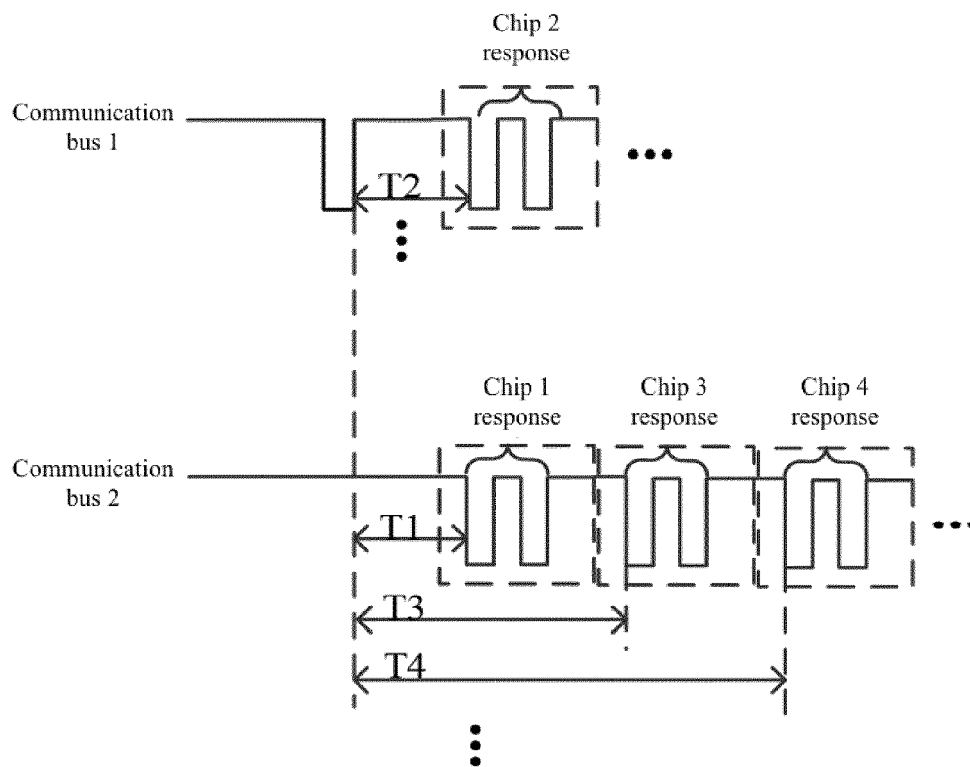 Chip 2
response
Communication
bus 1
T2
Chip 1
response
Chip 3
response
Chip 4
response
Communication
bus 2
T1
T3
T4